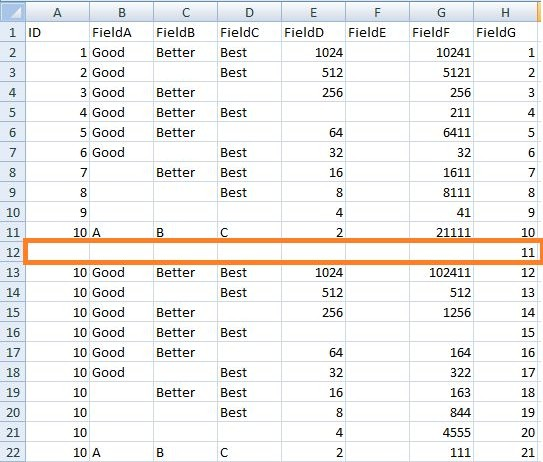 A B C D E F G H
1 ID FieldA FieldB FieldC FieldD FieldE FieldF FieldG
2 1 Good Better Best 1024 10241 1
3 2 Good Best 512 5121 2
4 3 Good Better 256 256 3
5 4 Good Better Best 211 4
6 5 Good Better 64 6411 5
7 6 Good Best 32 32 6
8 7 Better Best 16 1611 7
9 8 Best 8 8111 8
10 9 4 41 9
11 10 A B C 2 21111 10
12 11
13 10 Good Better Best 1024 102411 12
14 10 Good Best 512 512 13
15 10 Good Better 256 1256 14
16 10 Good Better Best 15
17 10 Good Better 64 164 16
18 10 Good Best 32 322 17
19 10 Better Best 16 163 18
20 10 Best 8 844 19
21 10 4 4555 20
22 10 A B C 2 111 21